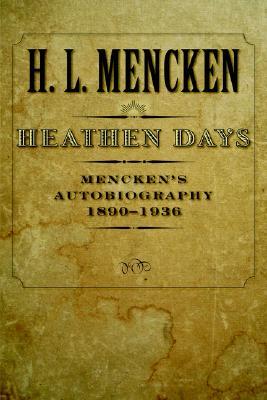 H. L. MENCKEN
HEATHEN DAYS
MENCKEN'S
AUTOBIOGRAPHY
1890–1936